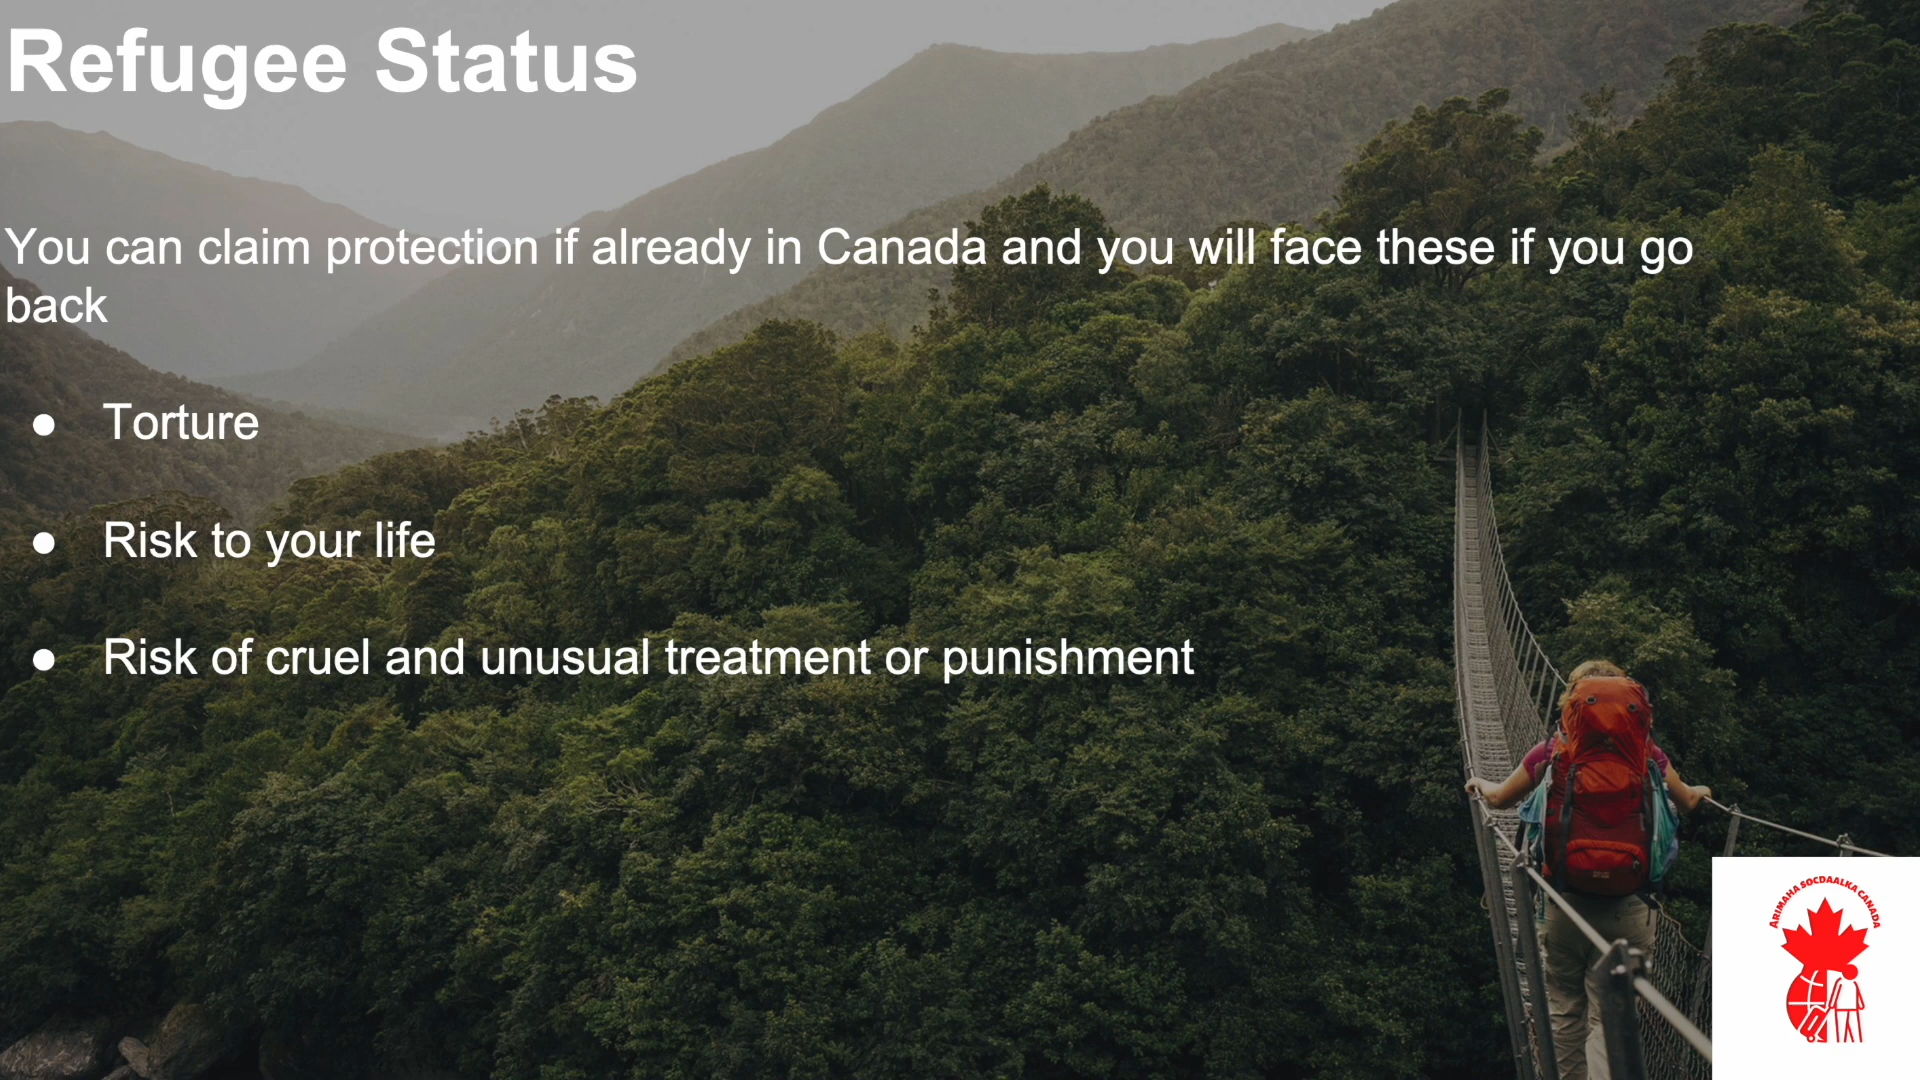 Refugee Status
You can claim protection if already in Canada and you will face these if you go
back
● Torture
● Risk to your life
● Risk of cruel and unusual treatment or punishment
ARIMAHA SOCDAALKA CANADA